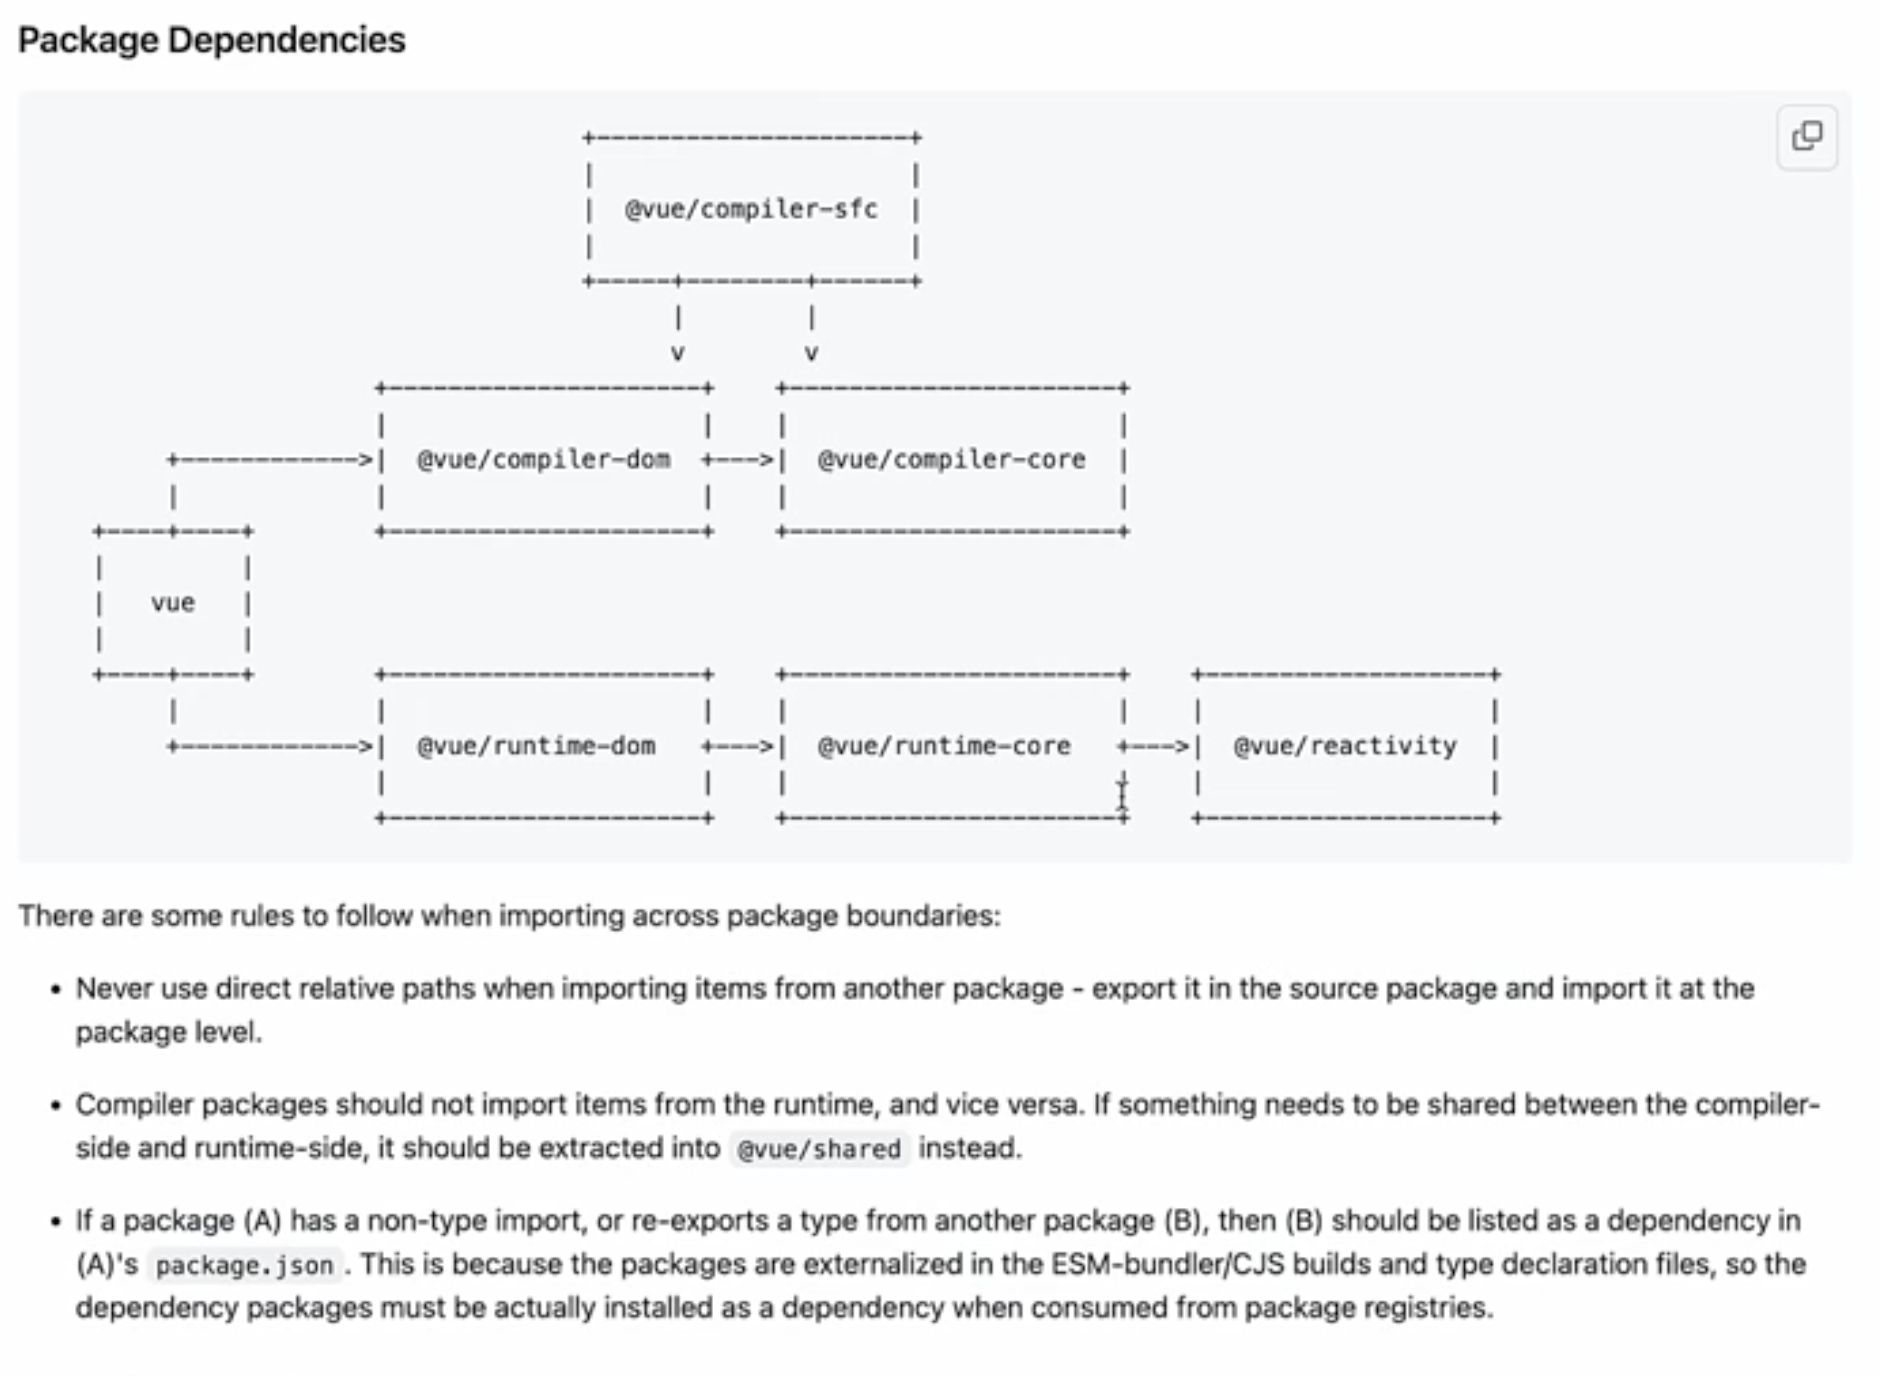 Package Dependencies
@vue/compiler-sfc
@vue/compiler-dom
@vue/compiler-core
vue
@vue/runtime-dom
@vue/runtime-core
@vue/reactivity
There are some rules to follow when importing across package boundaries:
• Never use direct relative paths when importing items from another package - export it in the source package and import it at the
package level.
• Compiler packages should not import items from the runtime, and vice versa. If something needs to be shared between the compiler-
side and runtime-side, it should be extracted into @vue/shared instead.
• If a package (A) has a non-type import, or re-exports a type from another package (B), then (B) should be listed as a dependency in
(A)'s package.json. This is because the packages are externalized in the ESM-bundler/CJS builds and type declaration files, so the
dependency packages must be actually installed as a dependency when consumed from package registries.